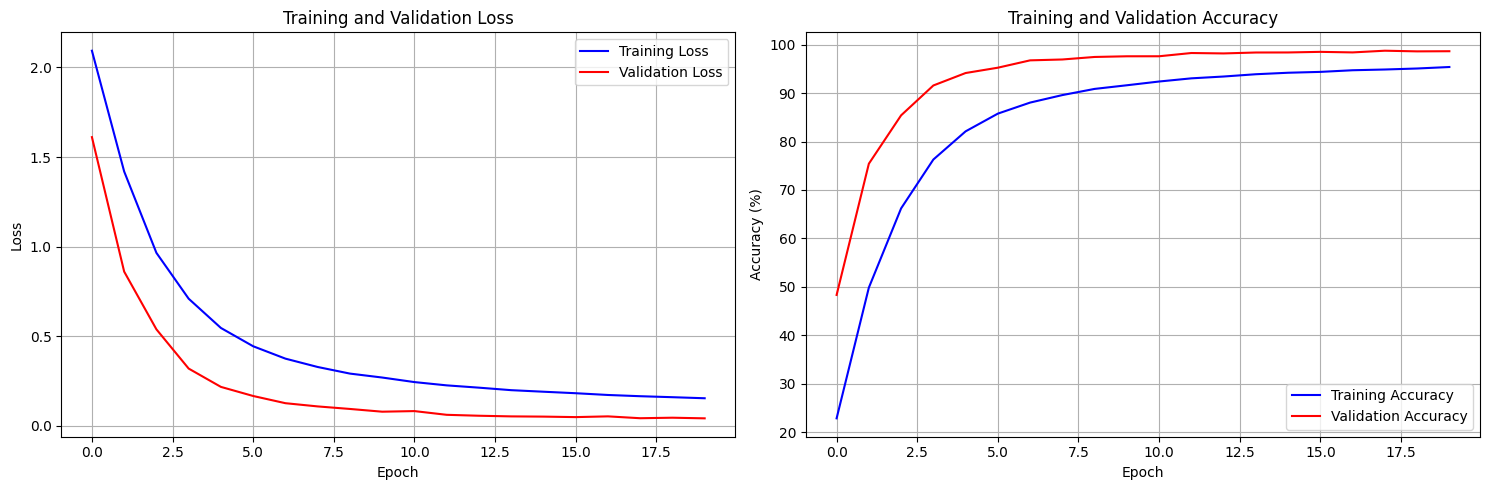 Training and Validation Loss
Training Loss
Validation Loss
2.0
1.5
1.0
0.5
0.0
Loss
0.0 2.5 5.0 7.5 10.0 12.5 15.0 17.5
Epoch
Training and Validation Accuracy
100
90
80
70
60
50
40
30
20
Accuracy (%)
Training Accuracy
Validation Accuracy
0.0 2.5 5.0 7.5 10.0 12.5 15.0 17.5
Epoch